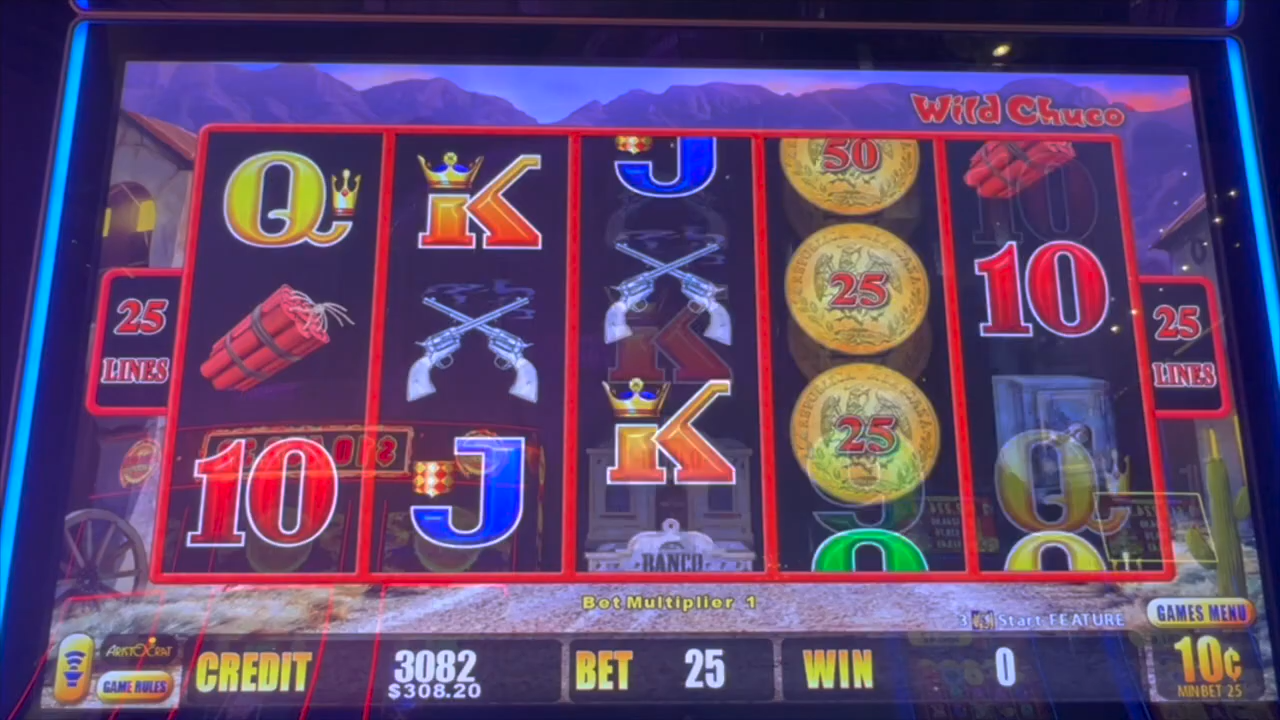 Wild Chuco
Q K J 50
25 10
25 LINES
25 LINES
10 J K 25
BANCO
Bet Multiplier 1
3 Start FEATURE
GAMES MENU
ARISTOCRAT
GAME RULES
CREDIT 3082
$308.20
BET 25
WIN 0
10¢
MIN BET 25